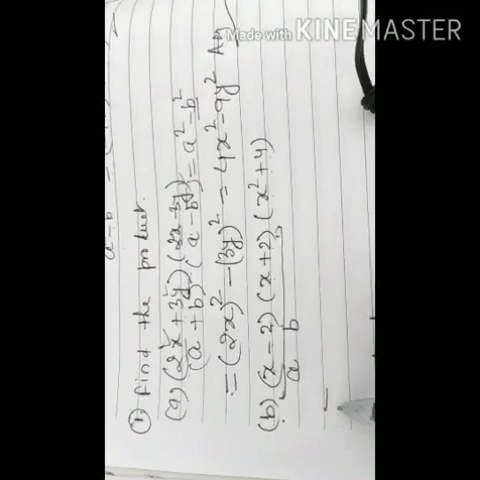 Made with KINEMASTER
① Find the product.
(a) (2x + 3y) (2x - 3y)
(a + b) (a - b) = a² - b²
= (2x)² - (3y)² = 4x² - 9y² Ans
(b) (x - 2) (x + 2) (x² + 4)
a b